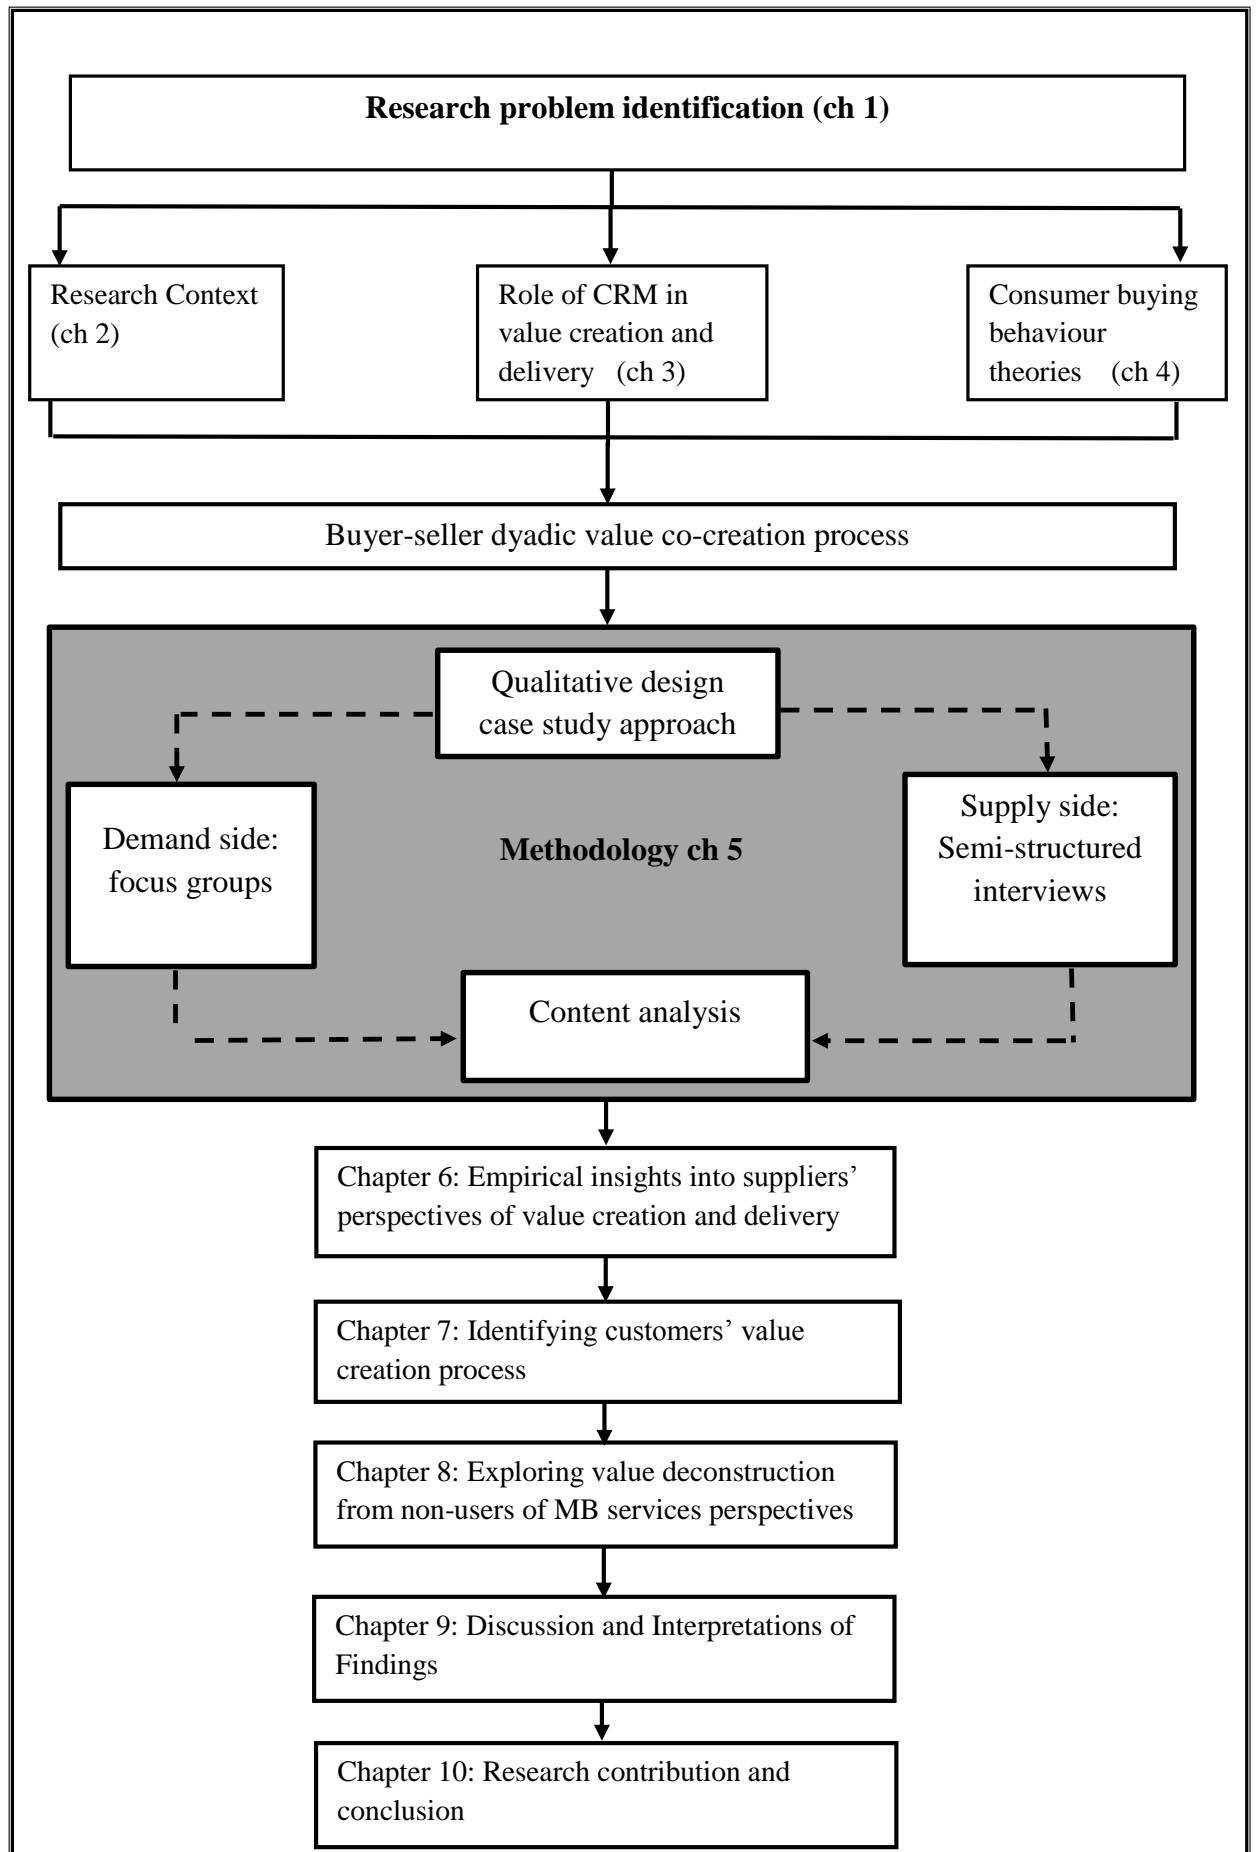 Research problem identification (ch 1)
Research Context
(ch 2)
Role of CRM in
value creation and
delivery (ch 3)
Consumer buying
behaviour
theories (ch 4)
Buyer-seller dyadic value co-creation process
Qualitative design
case study approach
Demand side:
focus groups
Methodology ch 5
Supply side:
Semi-structured
interviews
Content analysis
Chapter 6: Empirical insights into suppliers’
perspectives of value creation and delivery
Chapter 7: Identifying customers’ value
creation process
Chapter 8: Exploring value deconstruction
from non-users of MB services perspectives
Chapter 9: Discussion and Interpretations of
Findings
Chapter 10: Research contribution and
conclusion